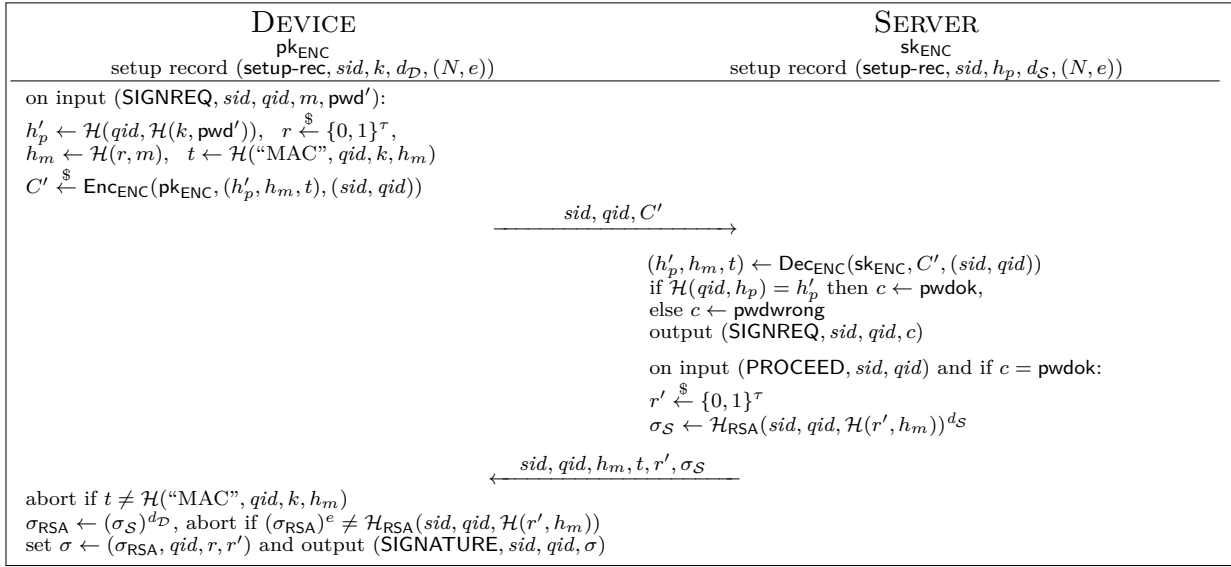 DEVICE
pk_ENC
setup record (setup-rec, sid, k, d_𝒟, (N, e))
SERVER
sk_ENC
setup record (setup-rec, sid, h_p, d_𝒮, (N, e))
on input (SIGNREQ, sid, qid, m, pwd'):
h'_p ← ℋ(qid, ℋ(k, pwd')), r ←$ {0, 1}^τ,
h_m ← ℋ(r, m), t ← ℋ(“MAC”, qid, k, h_m)
C' ←$ Enc_ENC(pk_ENC, (h'_p, h_m, t), (sid, qid))
sid, qid, C'
(h'_p, h_m, t) ← Dec_ENC(sk_ENC, C', (sid, qid))
if ℋ(qid, h_p) = h'_p then c ← pwdok,
else c ← pwdwrong
output (SIGNREQ, sid, qid, c)
on input (PROCEED, sid, qid) and if c = pwdok:
r' ←$ {0, 1}^τ
σ_𝒮 ← ℋ_RSA(sid, qid, ℋ(r', h_m))^{d_𝒮}
sid, qid, h_m, t, r', σ_𝒮
abort if t ≠ ℋ(“MAC”, qid, k, h_m)
σ_RSA ← (σ_𝒮)^{d_𝒟}, abort if (σ_RSA)^e ≠ ℋ_RSA(sid, qid, ℋ(r', h_m))
set σ ← (σ_RSA, qid, r, r') and output (SIGNATURE, sid, qid, σ)